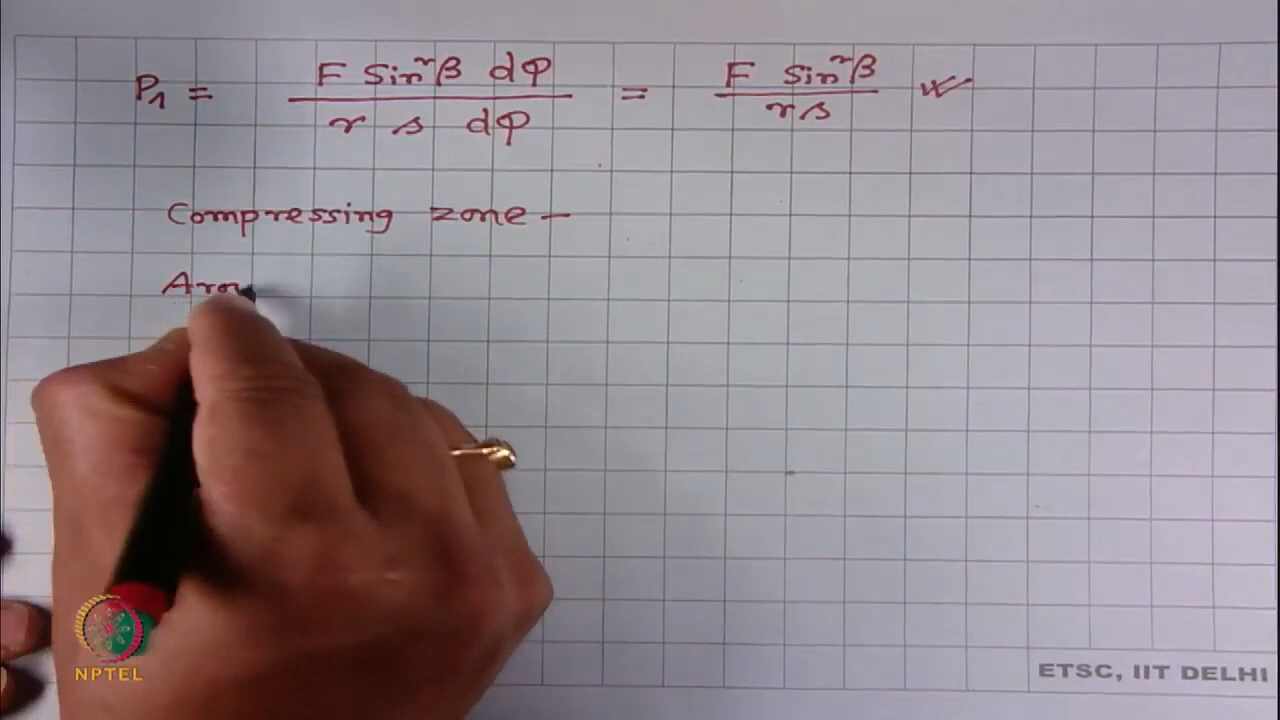 P1 = F Sin²β dφ / r s dφ = F Sin²β / r s
Compressing zone –
NPTEL
ETSC, IIT DELHI